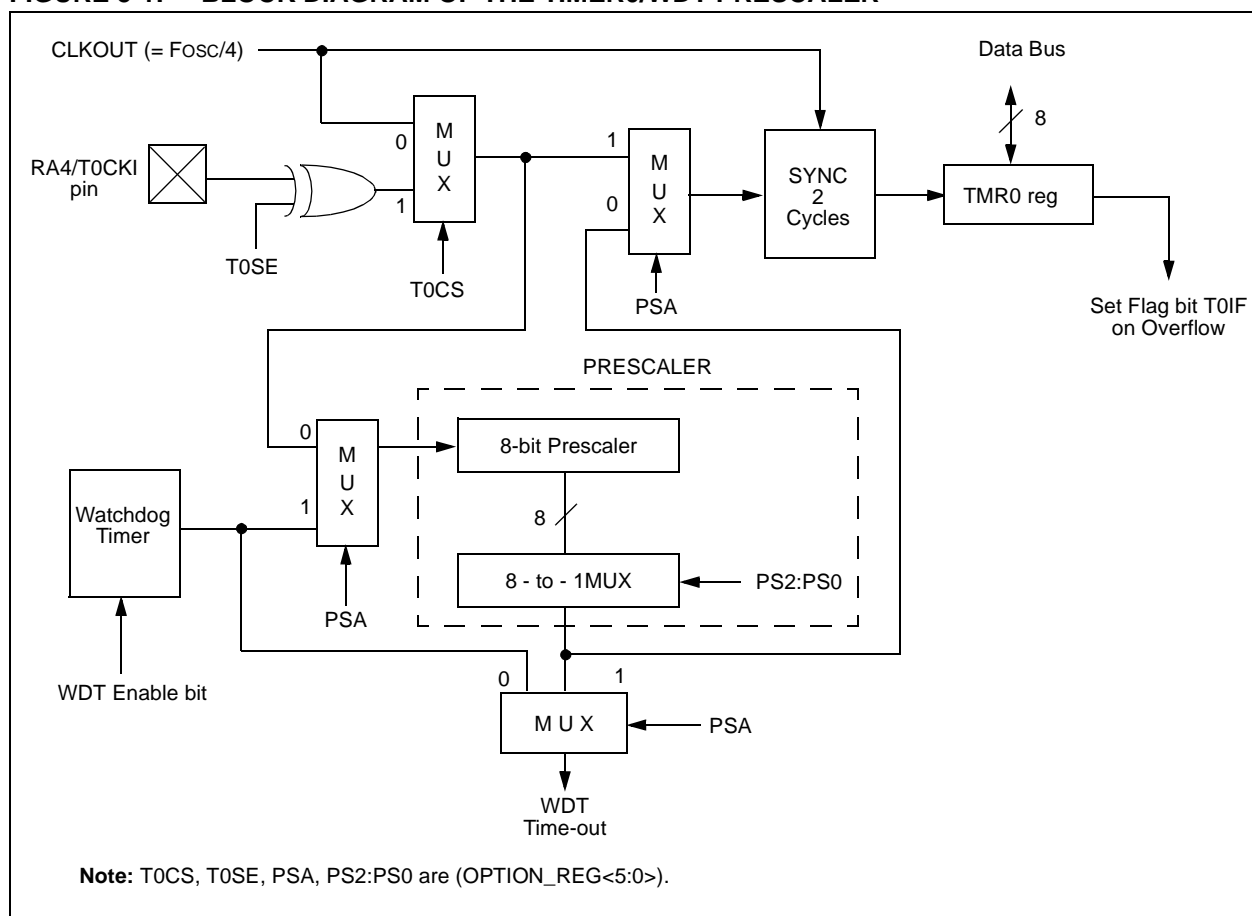 CLKOUT (= FOSC/4)
Data Bus
8
M
U
X
0
1
RA4/T0CKI
pin
T0SE
T0CS
1
0
M
U
X
PSA
SYNC
2
Cycles
TMR0 reg
Set Flag bit T0IF
on Overflow
PRESCALER
0
1
M
U
X
PSA
8-bit Prescaler
8
8 - to - 1MUX
PS2:PS0
Watchdog
Timer
WDT Enable bit
0
1
M U X
PSA
WDT
Time-out
Note: T0CS, T0SE, PSA, PS2:PS0 are (OPTION_REG<5:0>).